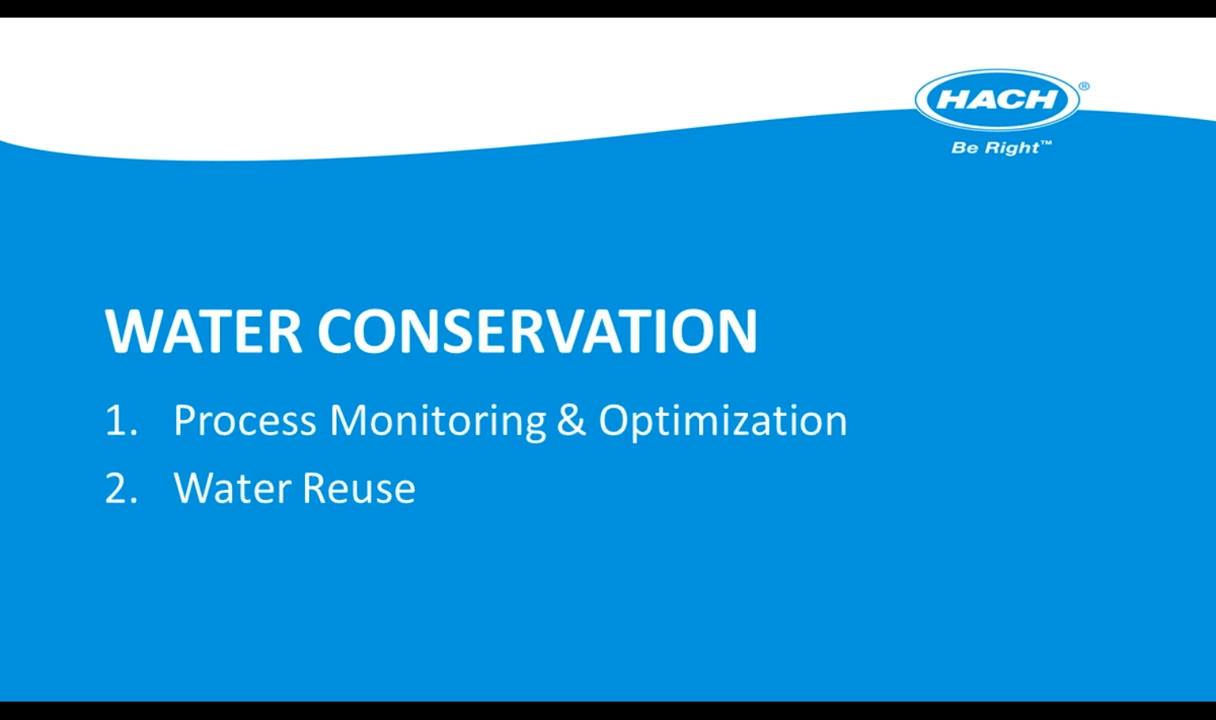 HACH®
Be Right™
WATER CONSERVATION
1. Process Monitoring & Optimization
2. Water Reuse